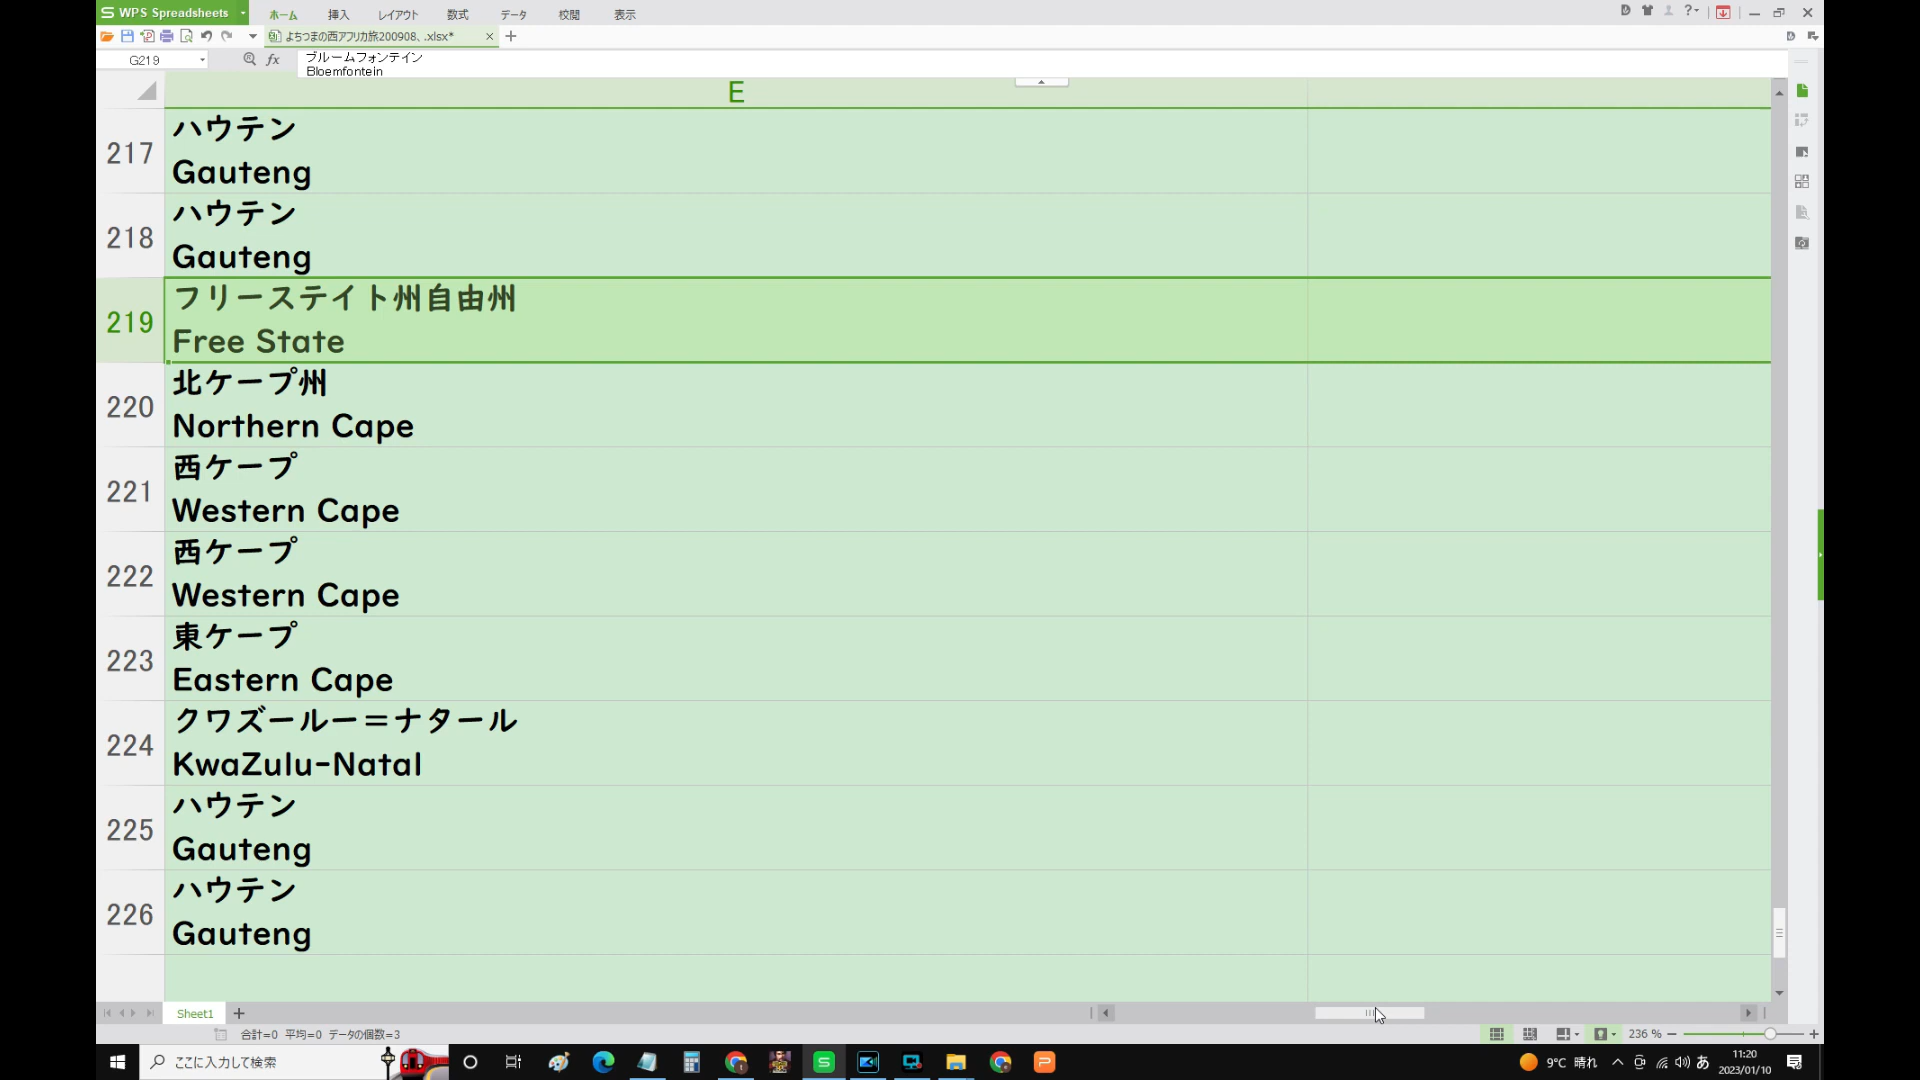 WPS Spreadsheets
ホーム 挿入 レイアウト 数式 データ 校閲 表示
よちつまの西アフリカ旅200908、.xlsx*
G219 fx ブルームフォンテイン
Bloemfontein
E
217 ハウテン
Gauteng
218 ハウテン
Gauteng
219 フリーステイト州自由州
Free State
220 北ケープ州
Northern Cape
221 西ケープ
Western Cape
222 西ケープ
Western Cape
223 東ケープ
Eastern Cape
224 クワズールー＝ナタール
KwaZulu-Natal
225 ハウテン
Gauteng
226 ハウテン
Gauteng
Sheet1
合計=0 平均=0 データの個数=3
236 %
ここに入力して検索
9°C 晴れ
あ
11:20
2023/01/10